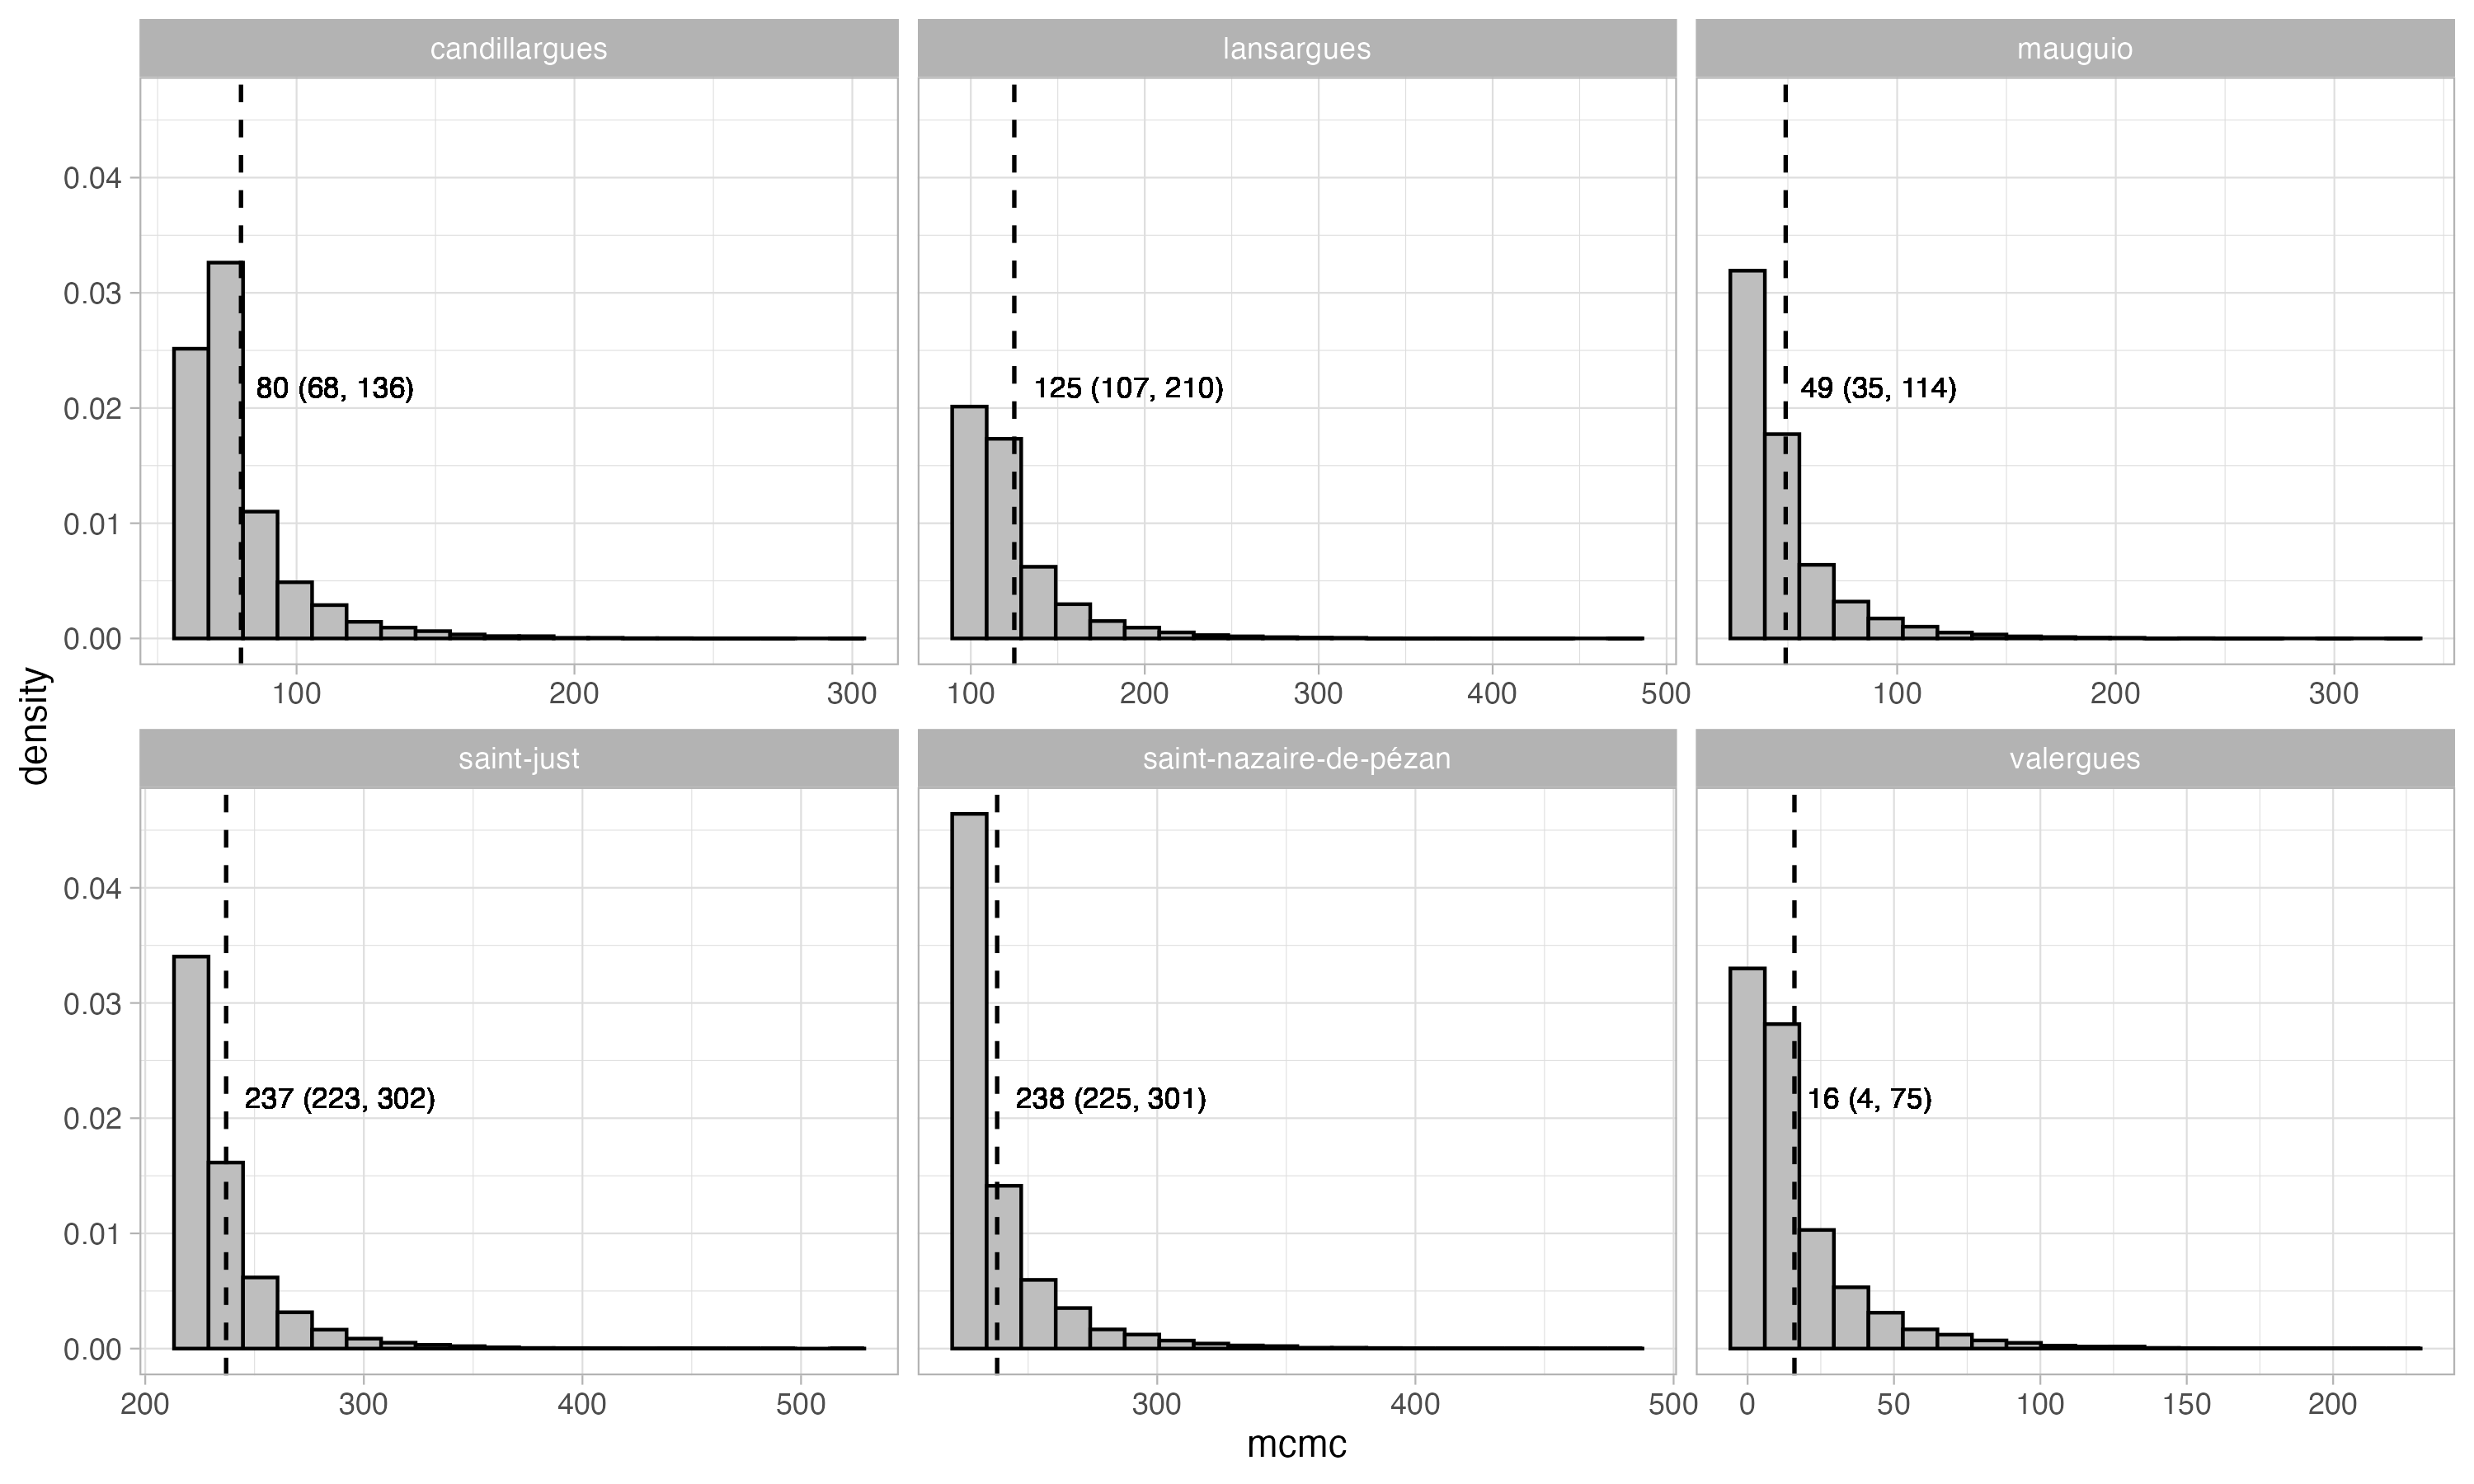 candillargues
lansargues
mauguio
0.04
0.03
0.02
0.01
0.00
80 (68, 136)
125 (107, 210)
49 (35, 114)
100 200 300
100 200 300 400 500
100 200 300
density
saint-just
saint-nazaire-de-pézan
valergues
0.04
0.03
0.02
0.01
0.00
237 (223, 302)
238 (225, 301)
16 (4, 75)
200 300 400 500
300 400 500
0 50 100 150 200
mcmc